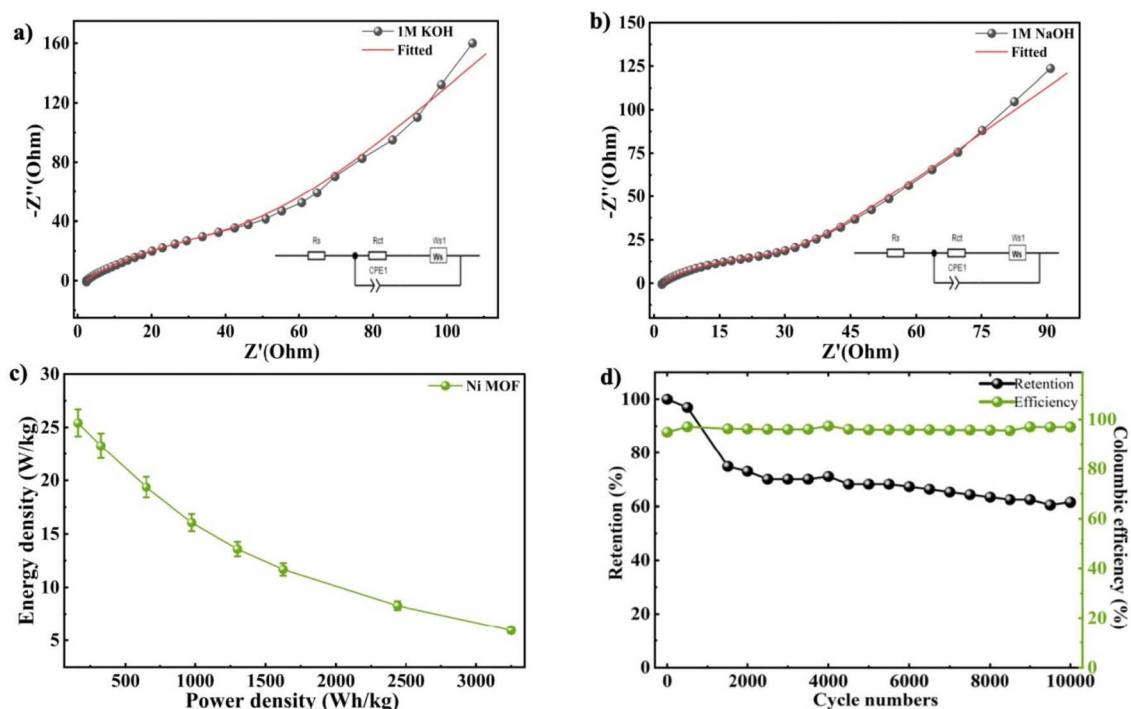 a)
1M KOH
Fitted
-Z''(Ohm)
160
120
80
40
0
Rs
Rct
Ws1
Ws
CPE1
0 20 40 60 80 100
Z'(Ohm)
b)
1M NaOH
Fitted
-Z''(Ohm)
150
125
100
75
50
25
0
Rs
Rct
Ws1
Ws
CPE1
0 15 30 45 60 75 90
Z'(Ohm)
c)
Ni MOF
Energy density (W/kg)
30
25
20
15
10
5
500 1000 1500 2000 2500 3000
Power density (Wh/kg)
d)
Retention
Efficiency
Retention (%)
100
80
60
40
20
0
100
80
60
40
20
0
Coloumbic efficiency (%)
0 2000 4000 6000 8000 10000
Cycle numbers